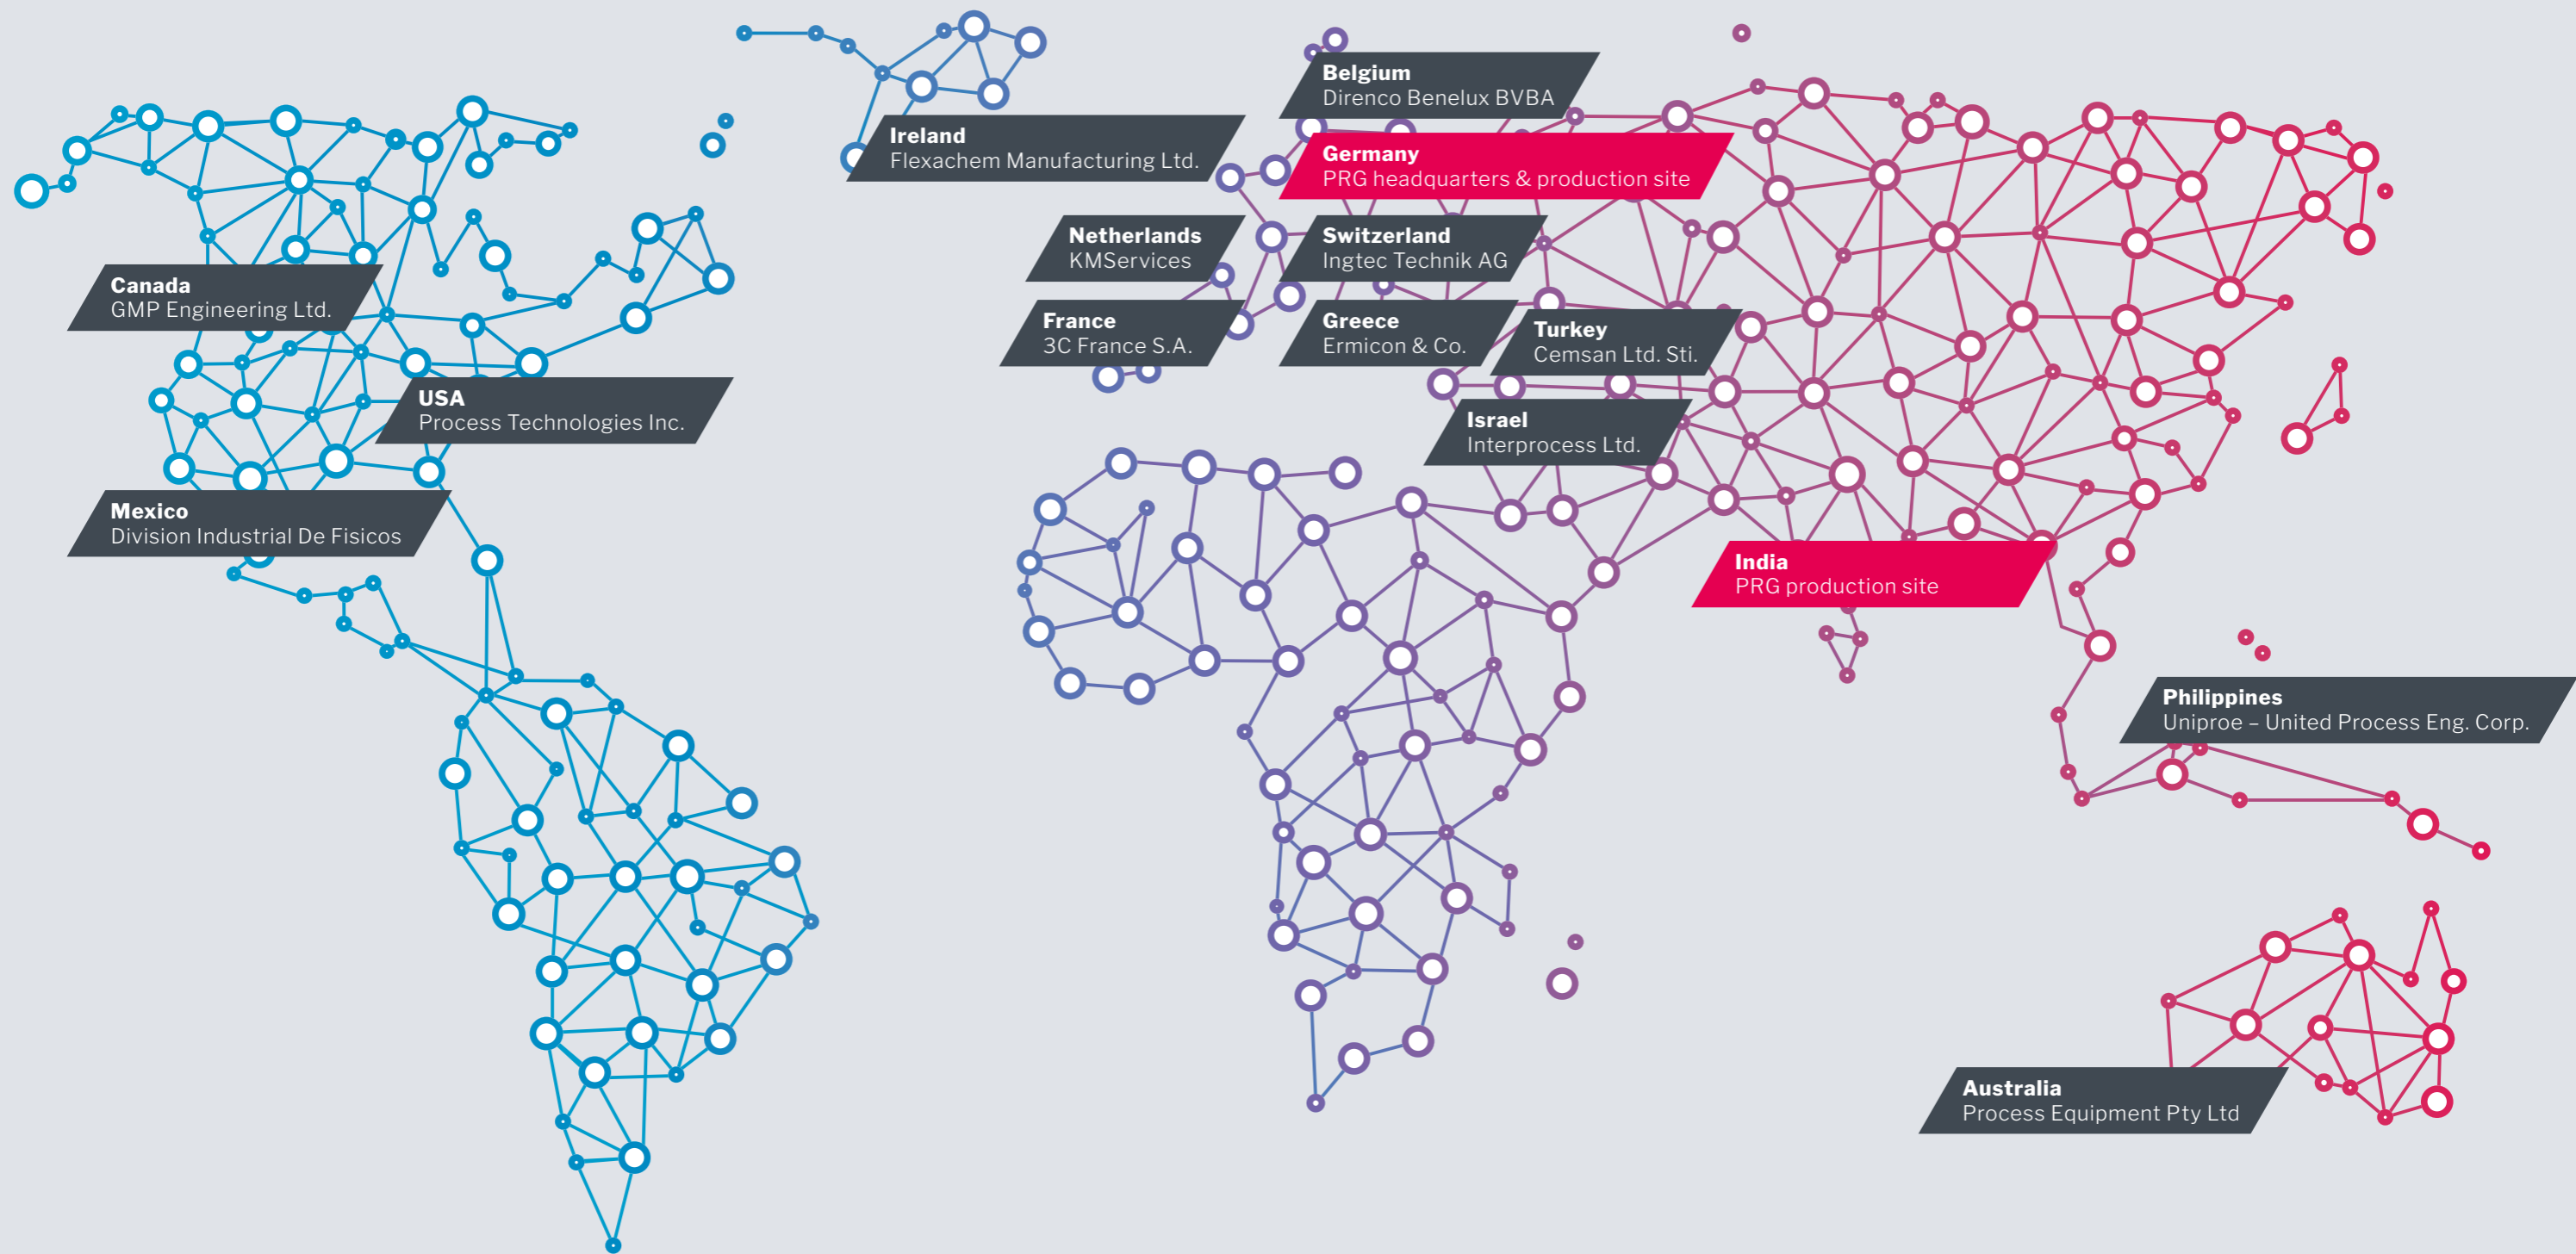 Belgium
Direnco Benelux BVBA
Ireland
Flexachem Manufacturing Ltd.
Germany
PRG headquarters & production site
Netherlands
KMServices
Switzerland
Ingtec Technik AG
Canada
GMP Engineering Ltd.
France
3C France S.A.
Greece
Ermicon & Co.
Turkey
Cemsan Ltd. Sti.
USA
Process Technologies Inc.
Israel
Interprocess Ltd.
Mexico
Division Industrial De Fisicos
India
PRG production site
Philippines
Uniproe – United Process Eng. Corp.
Australia
Process Equipment Pty Ltd